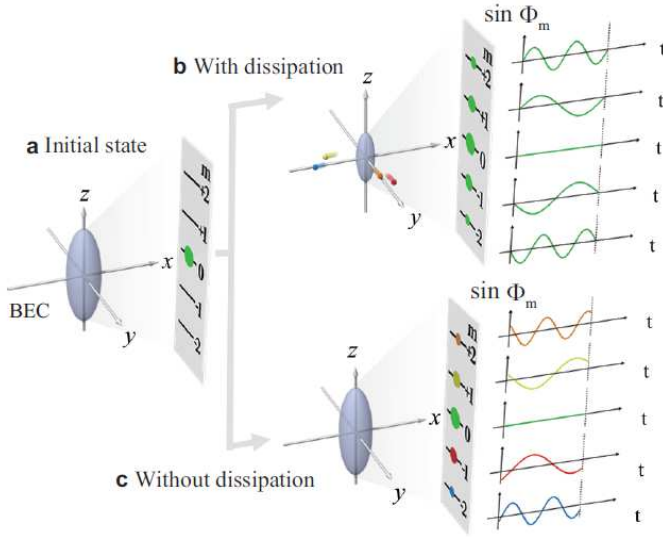 sin Φm
b With dissipation
z
x
y
m
+2
+1
0
-1
-2
t
t
t
t
t
a Initial state
z
x
y
BEC
m
+2
+1
0
-1
-2
sin Φm
z
x
y
m
+2
+1
0
-1
-2
t
t
t
t
t
c Without dissipation